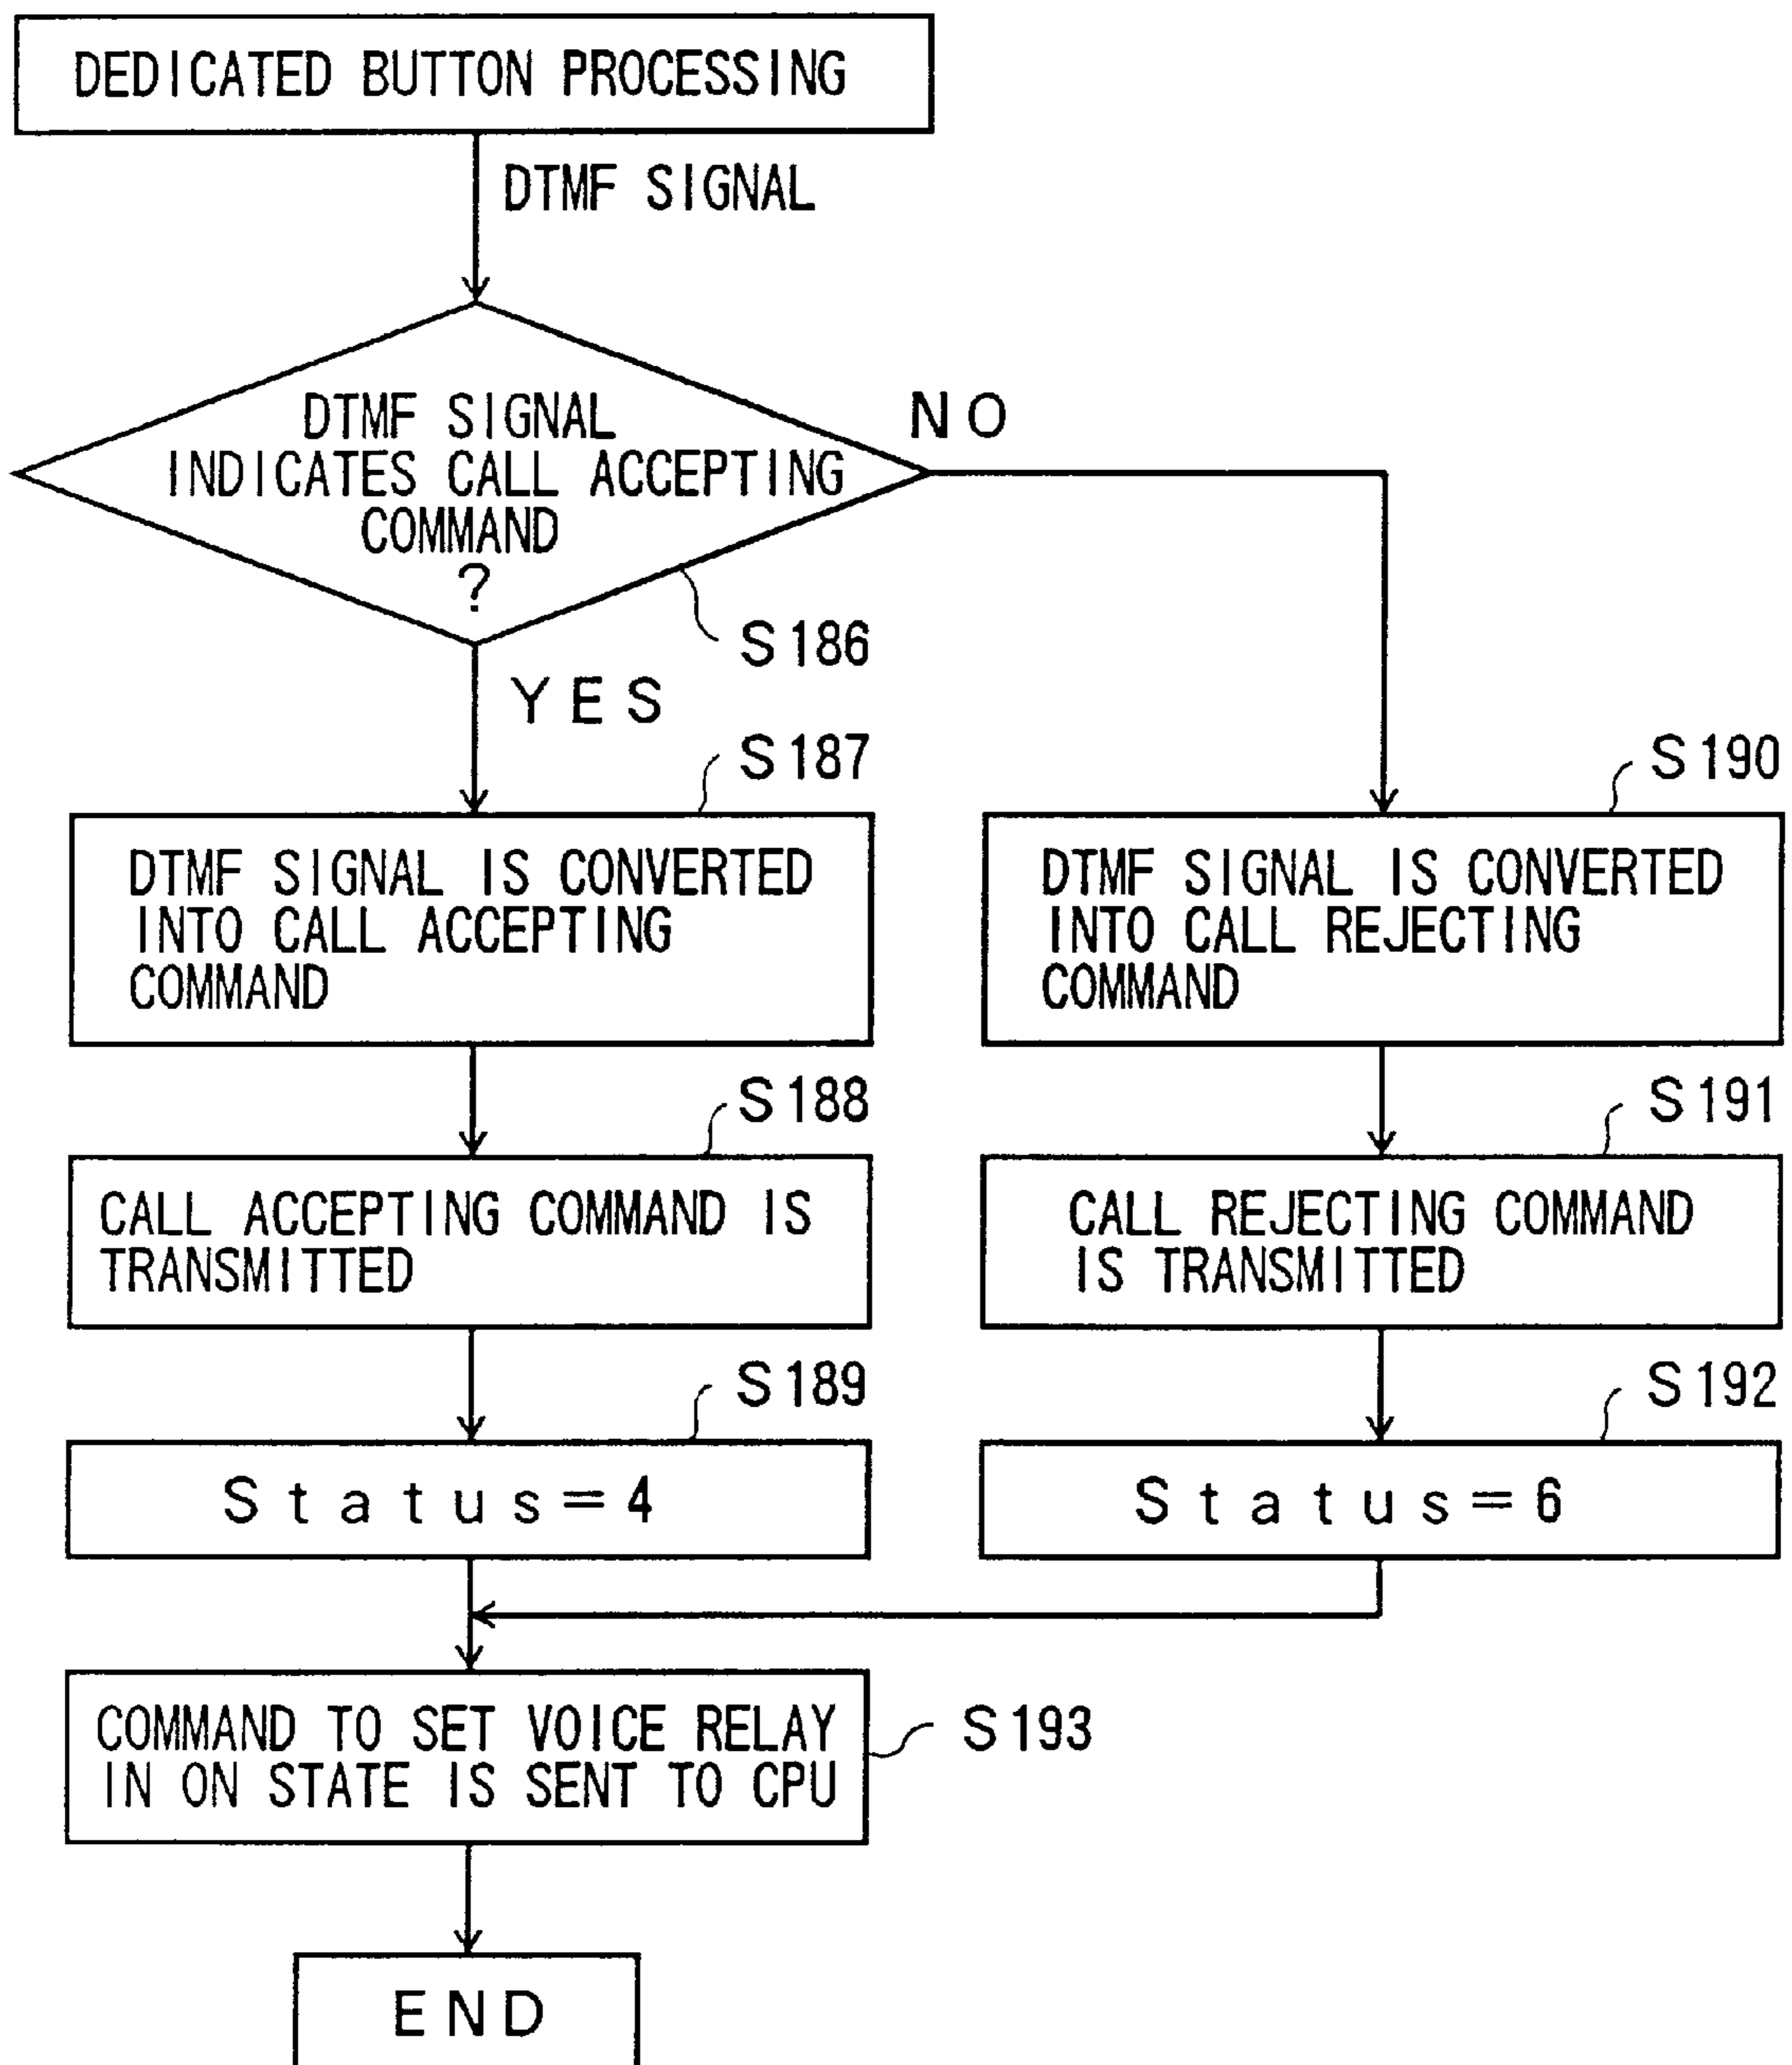 DEDICATED BUTTON PROCESSING
DTMF SIGNAL
DTMF SIGNAL
INDICATES CALL ACCEPTING
COMMAND
?
NO
S186
YES
S187
DTMF SIGNAL IS CONVERTED
INTO CALL ACCEPTING
COMMAND
S190
DTMF SIGNAL IS CONVERTED
INTO CALL REJECTING
COMMAND
S188
CALL ACCEPTING COMMAND IS
TRANSMITTED
S191
CALL REJECTING COMMAND
IS TRANSMITTED
S189
Status=4
S192
Status=6
COMMAND TO SET VOICE RELAY
IN ON STATE IS SENT TO CPU
S193
END